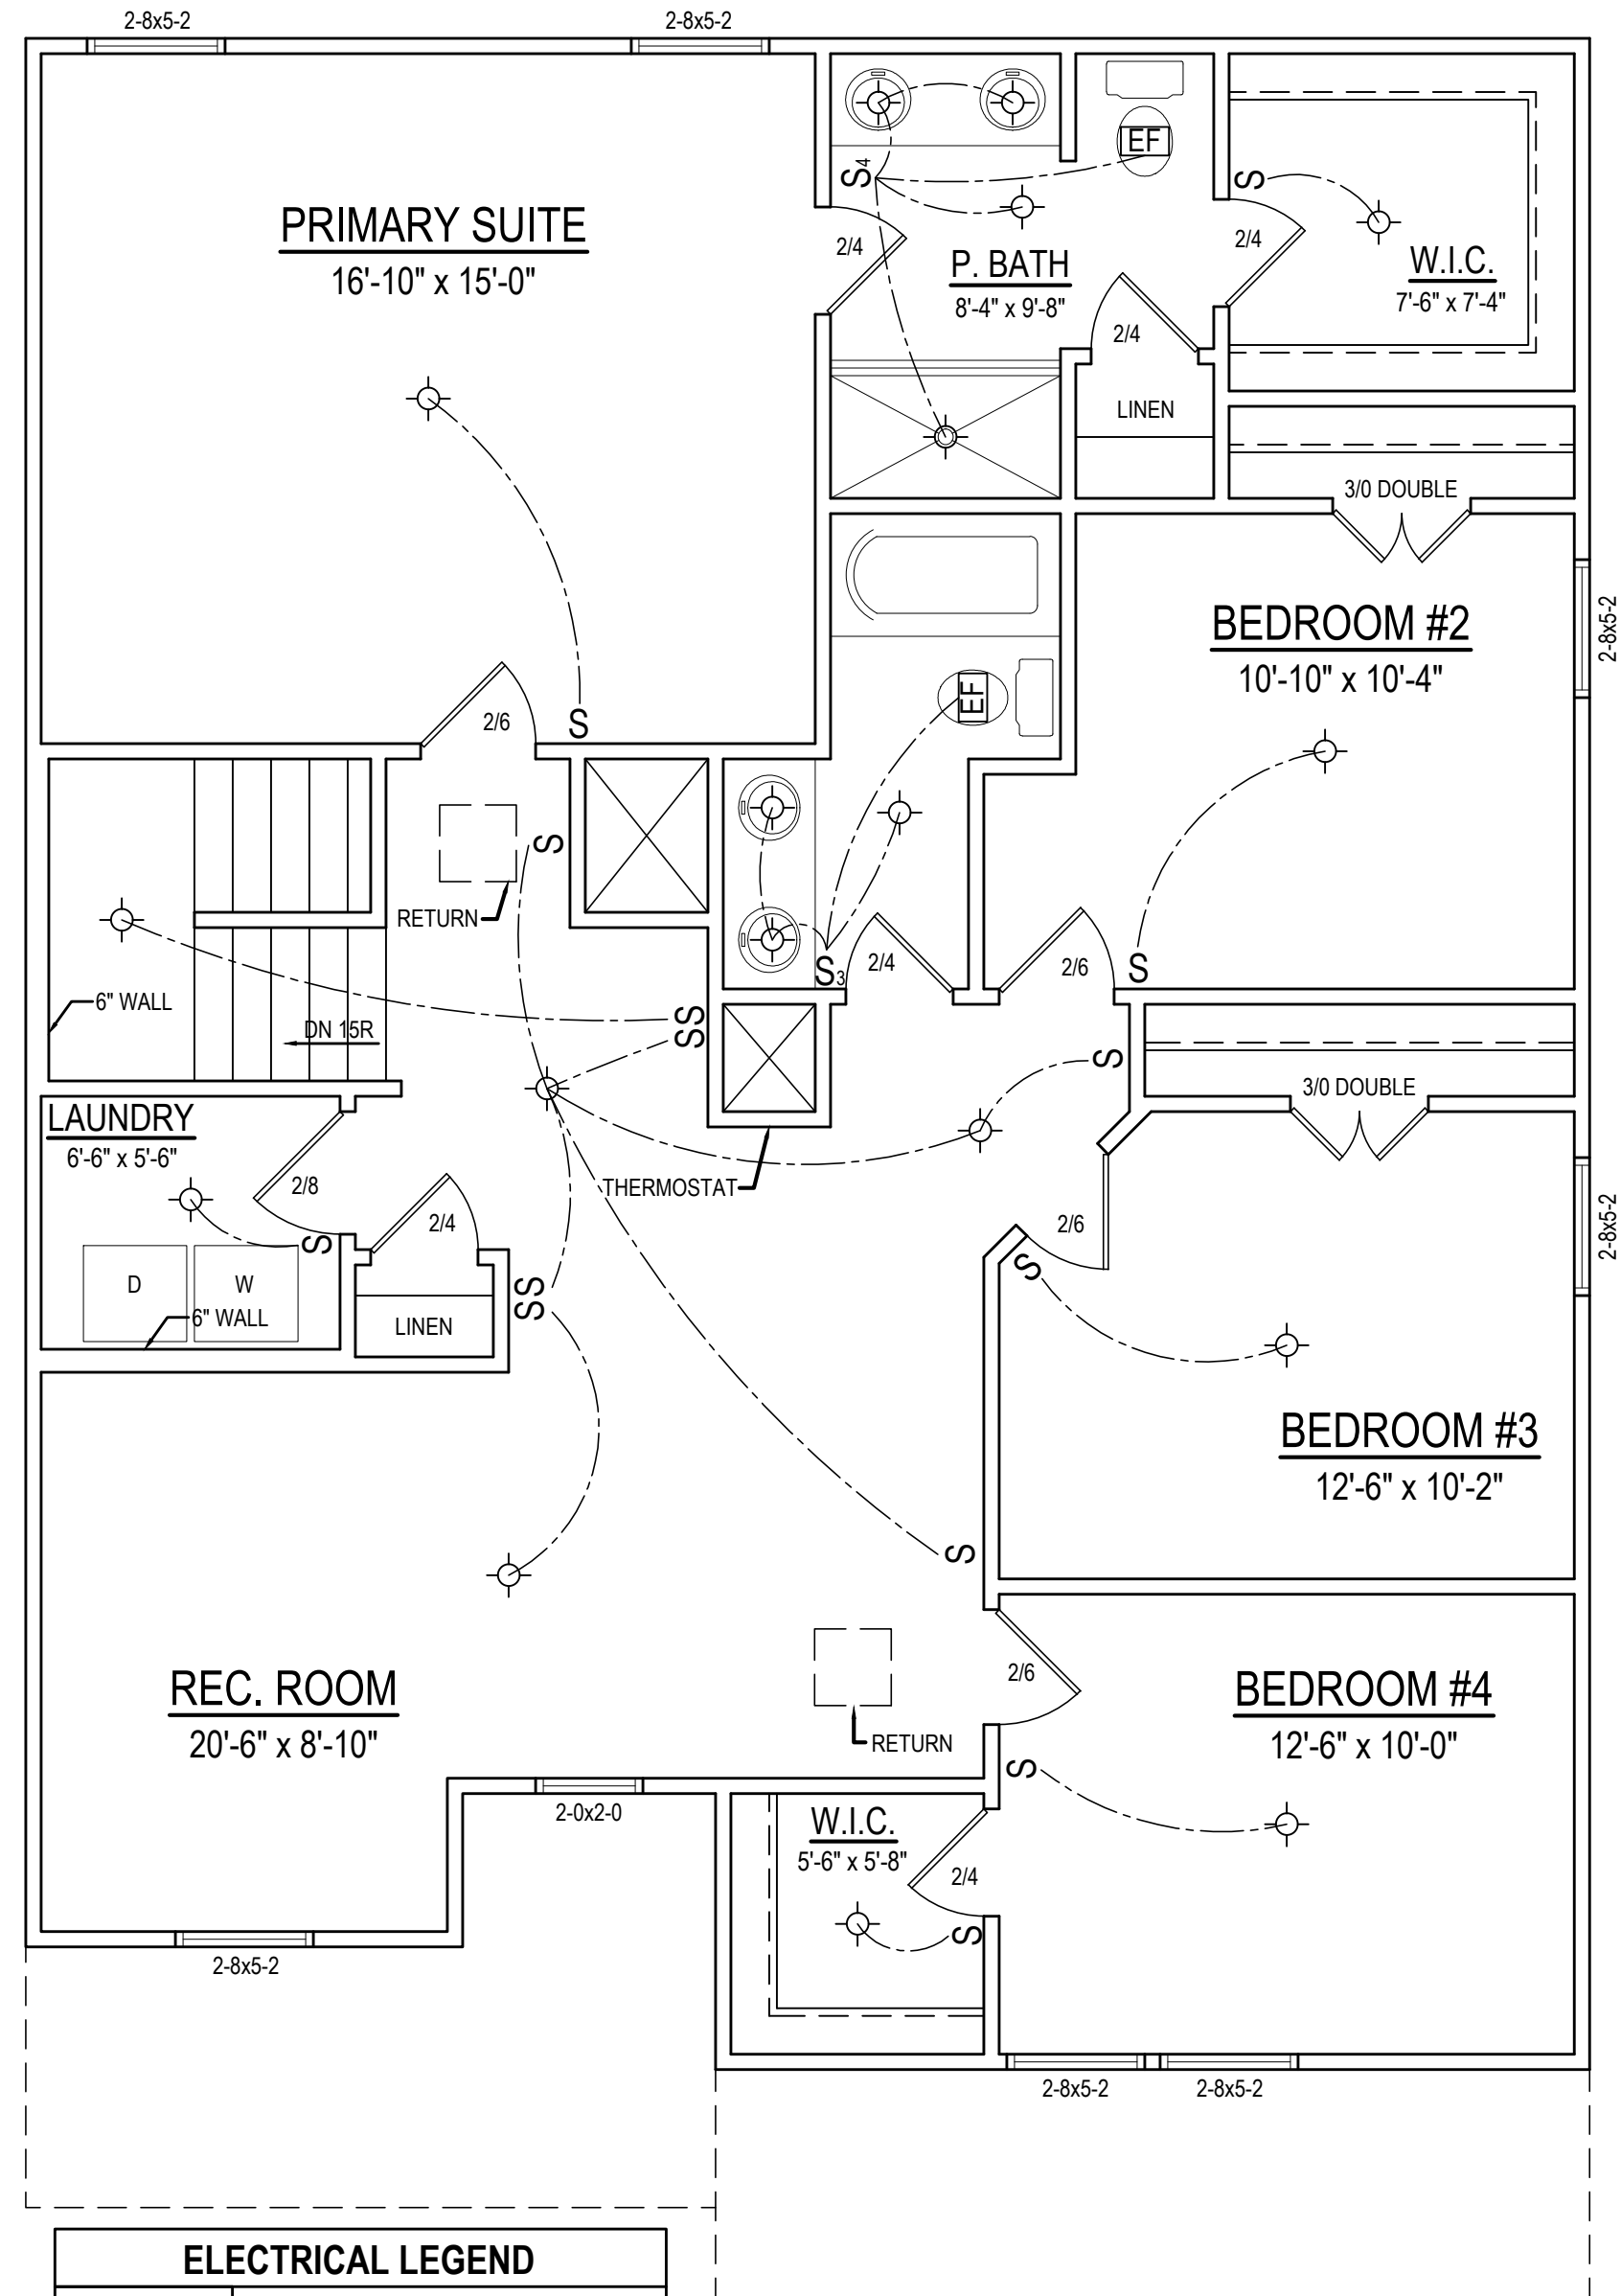 2-8x5-2
2-8x5-2
EF
S4
S
PRIMARY SUITE
16'-10" x 15'-0"
2/4
P. BATH
8'-4" x 9'-8"
2/4
W.I.C.
7'-6" x 7'-4"
2/4
LINEN
3/0 DOUBLE
BEDROOM #2
10'-10" x 10'-4"
2-8x5-2
EF
2/6
S
S
RETURN
S3
2/4
2/6
S
6" WALL
DN 15R
SS
S
3/0 DOUBLE
LAUNDRY
6'-6" x 5'-6"
2/8
THERMOSTAT
2/4
2/6
2-8x5-2
S
S
D
W
SS
6" WALL
LINEN
BEDROOM #3
12'-6" x 10'-2"
S
REC. ROOM
20'-6" x 8'-10"
2/6
BEDROOM #4
12'-6" x 10'-0"
RETURN
S
2-0x2-0
W.I.C.
5'-6" x 5'-8"
2/4
S
2-8x5-2
2-8x5-2
2-8x5-2
ELECTRICAL LEGEND